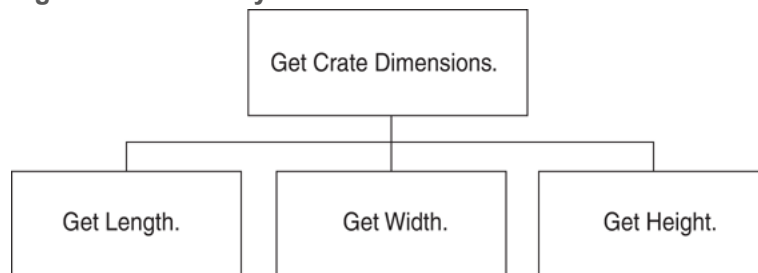 Get Crate Dimensions.
Get Length.
Get Width.
Get Height.